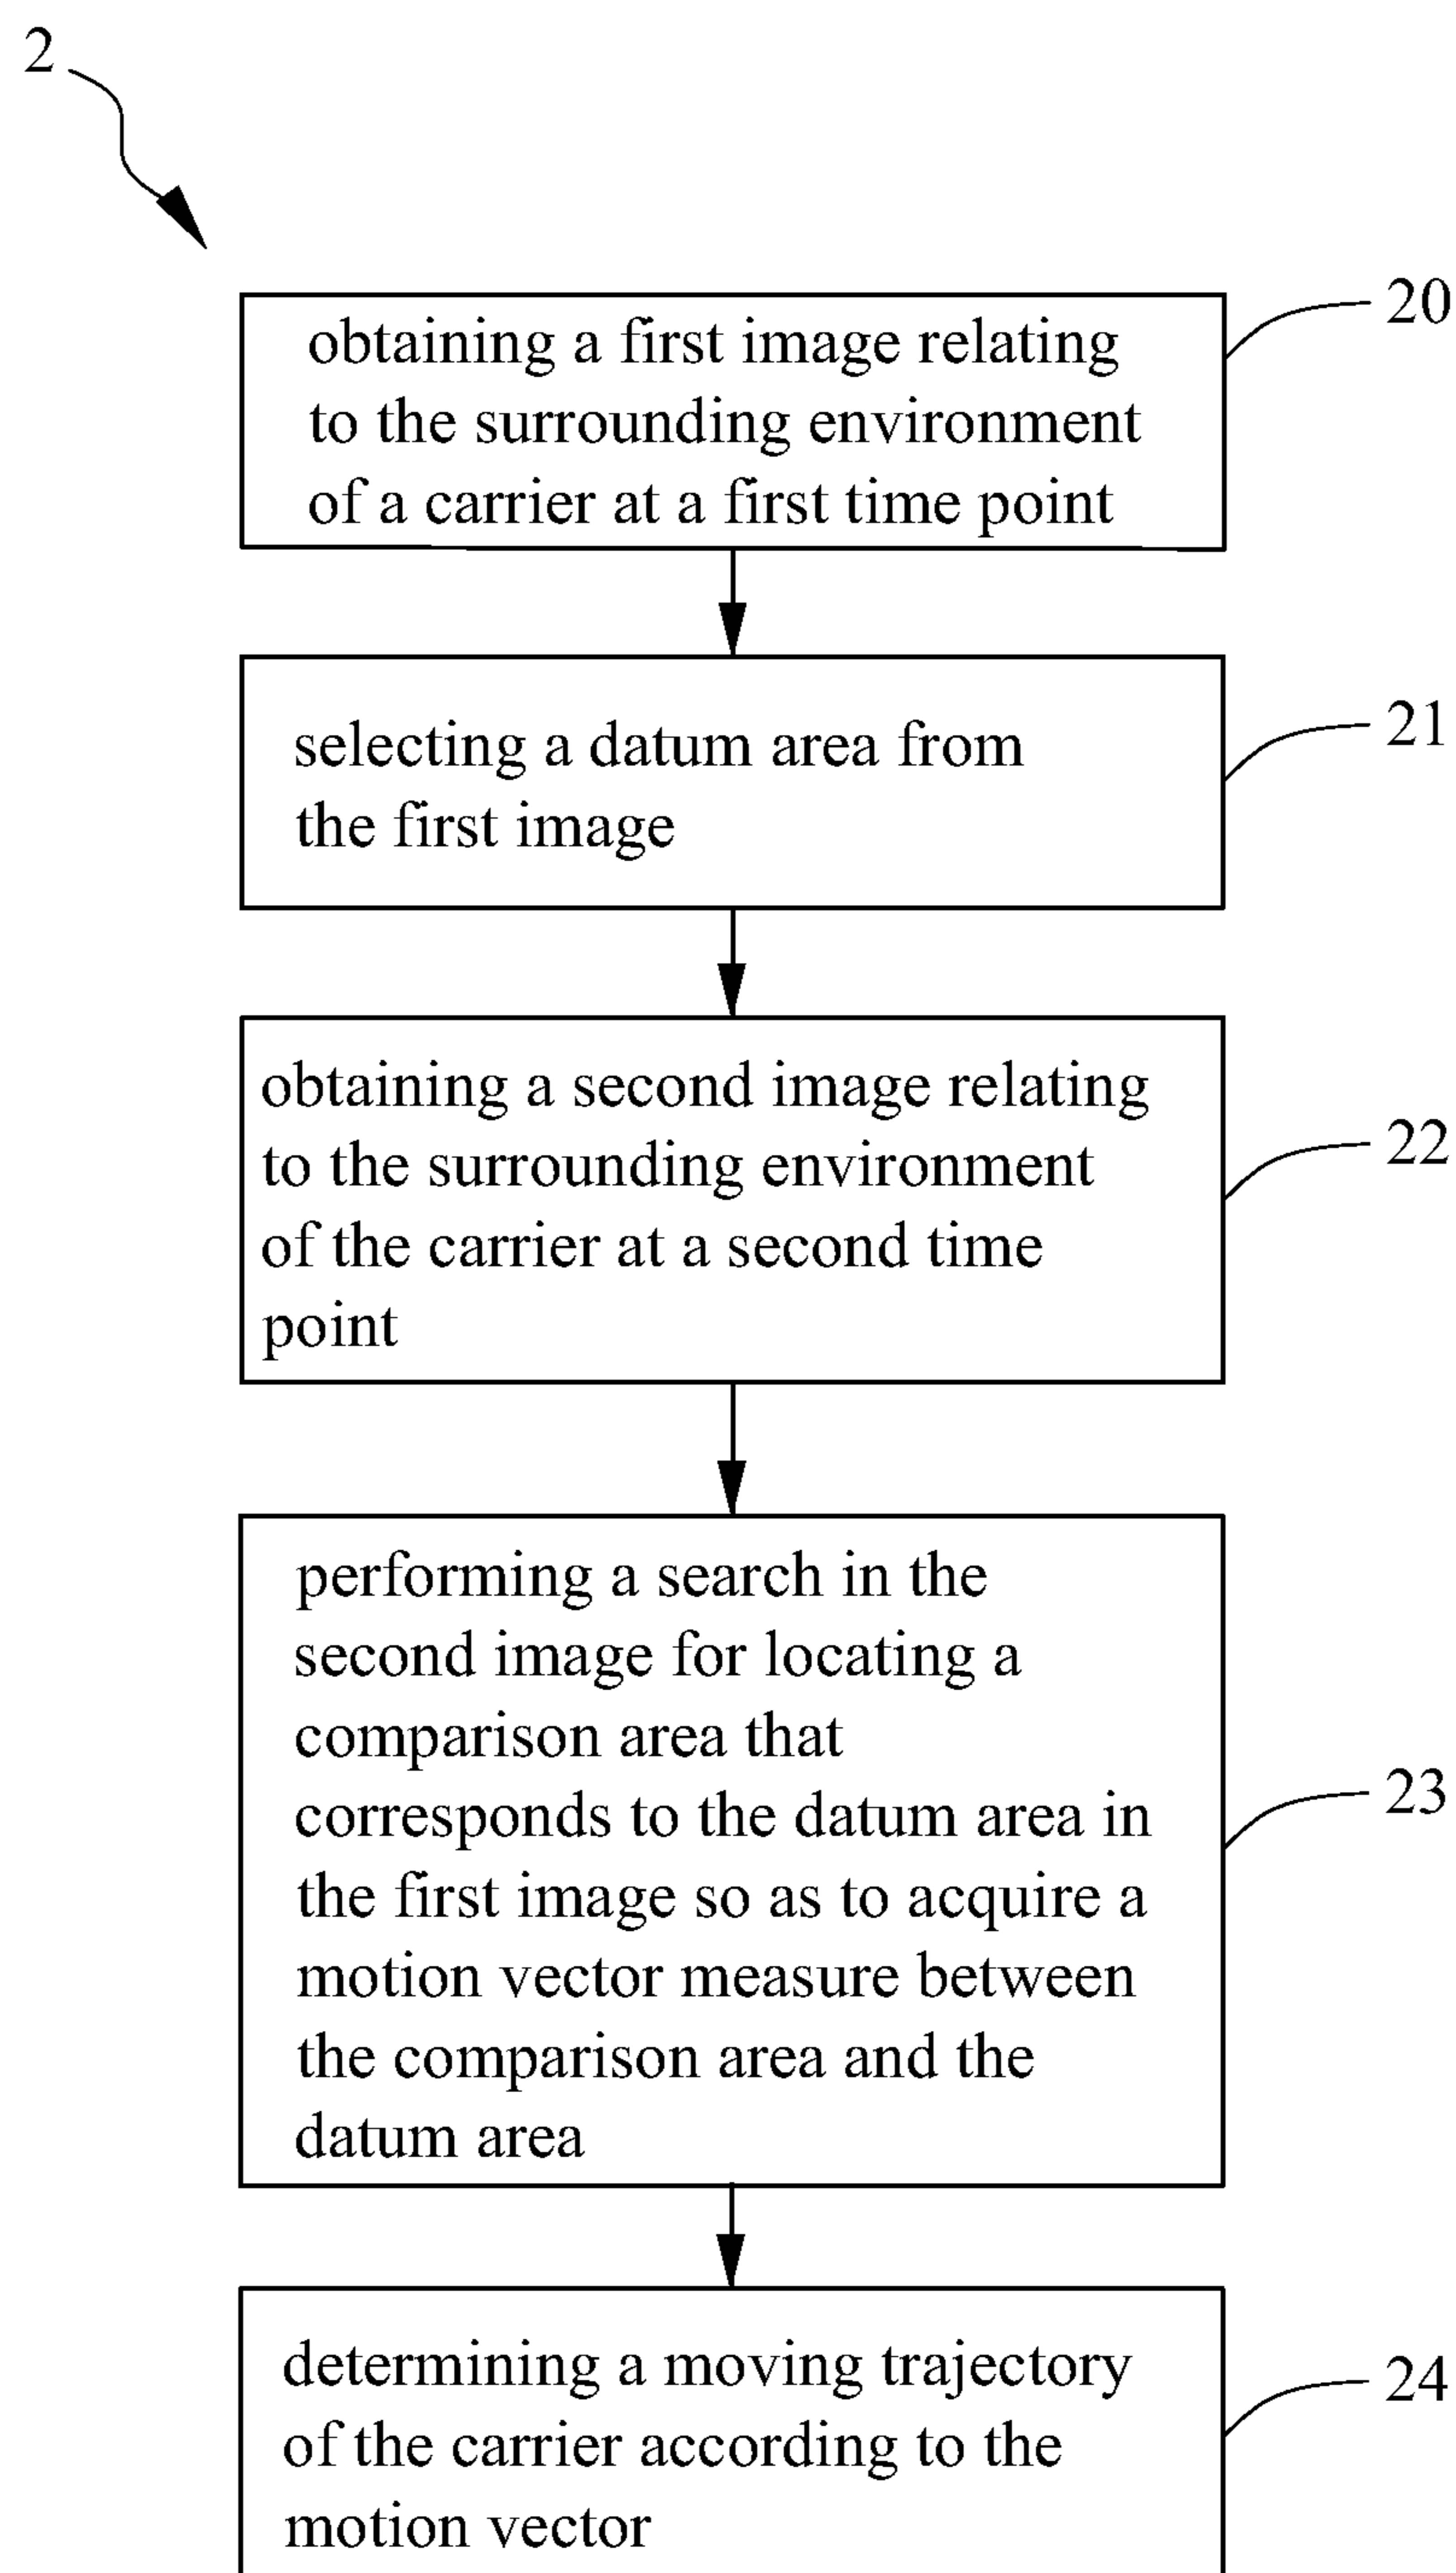 2
obtaining a first image relating
to the surrounding environment
of a carrier at a first time point
20
selecting a datum area from
the first image
21
obtaining a second image relating
to the surrounding environment
of the carrier at a second time
point
22
performing a search in the
second image for locating a
comparison area that
corresponds to the datum area in
the first image so as to acquire a
motion vector measure between
the comparison area and the
datum area
23
determining a moving trajectory
of the carrier according to the
motion vector
24